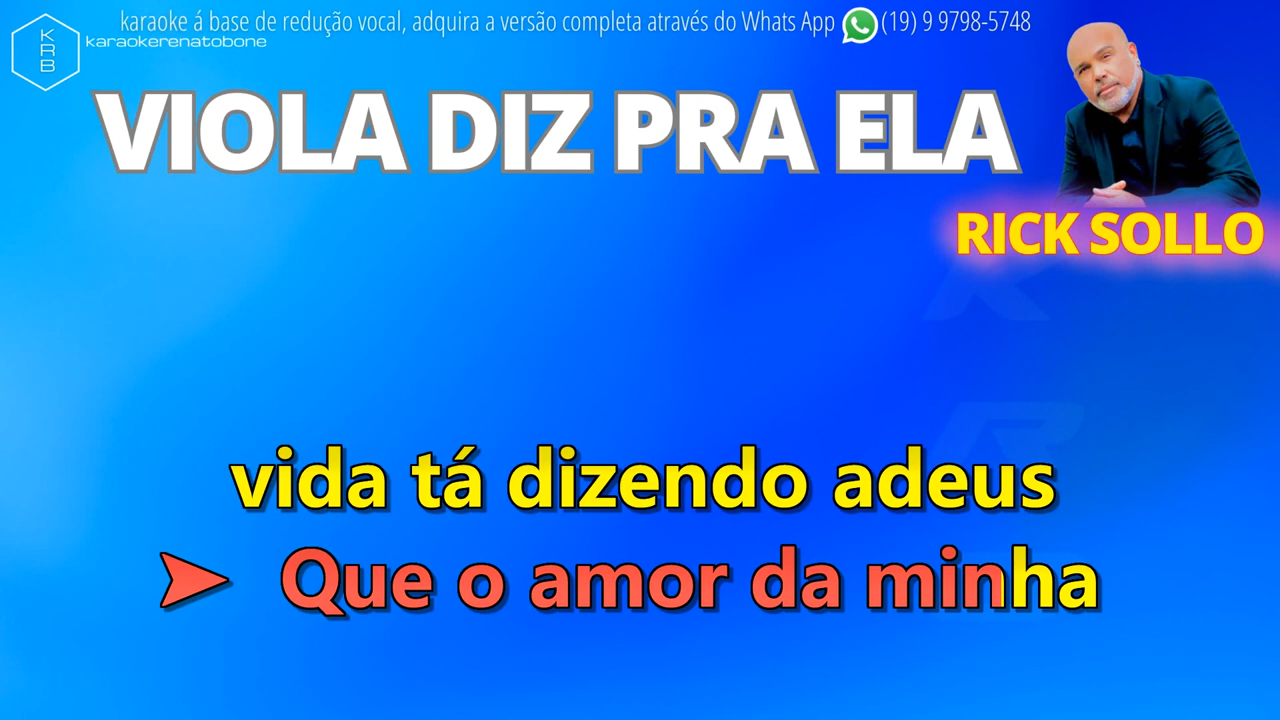 karaoke á base de redução vocal, adquira a versão completa através do Whats App (19) 9 9798-5748
KRB
karaokerenatobone
VIOLA DIZ PRA ELA
RICK SOLLO
vida tá dizendo adeus
➤ Que o amor da minha